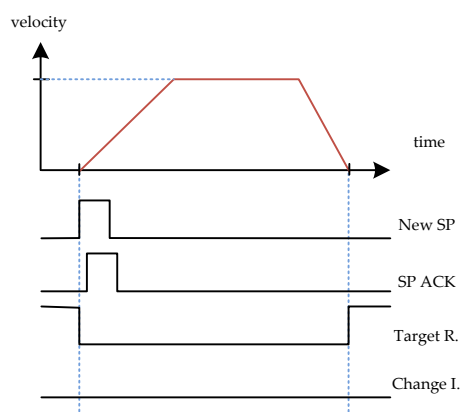 velocity
time
New SP
SP ACK
Target R.
Change I.